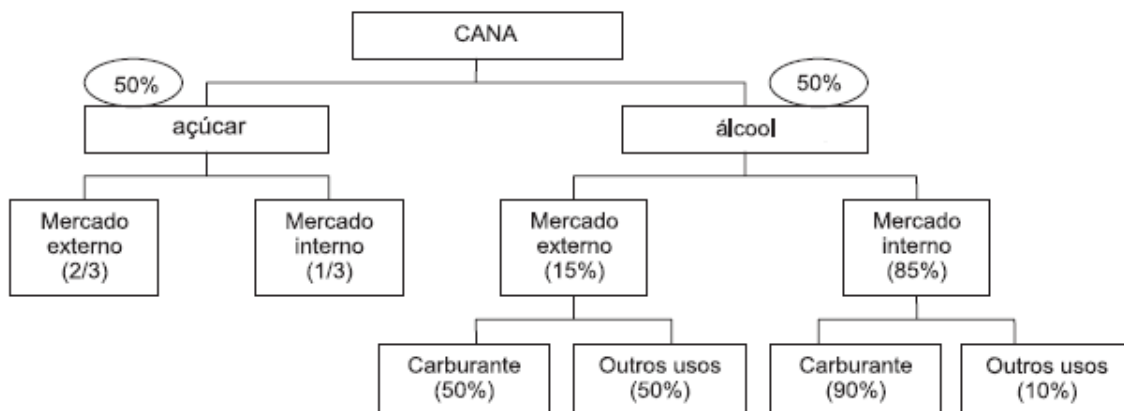 CANA
50%
50%
açúcar
álcool
Mercado
externo
(2/3)
Mercado
interno
(1/3)
Mercado
externo
(15%)
Mercado
interno
(85%)
Carburante
(50%)
Outros usos
(50%)
Carburante
(90%)
Outros usos
(10%)